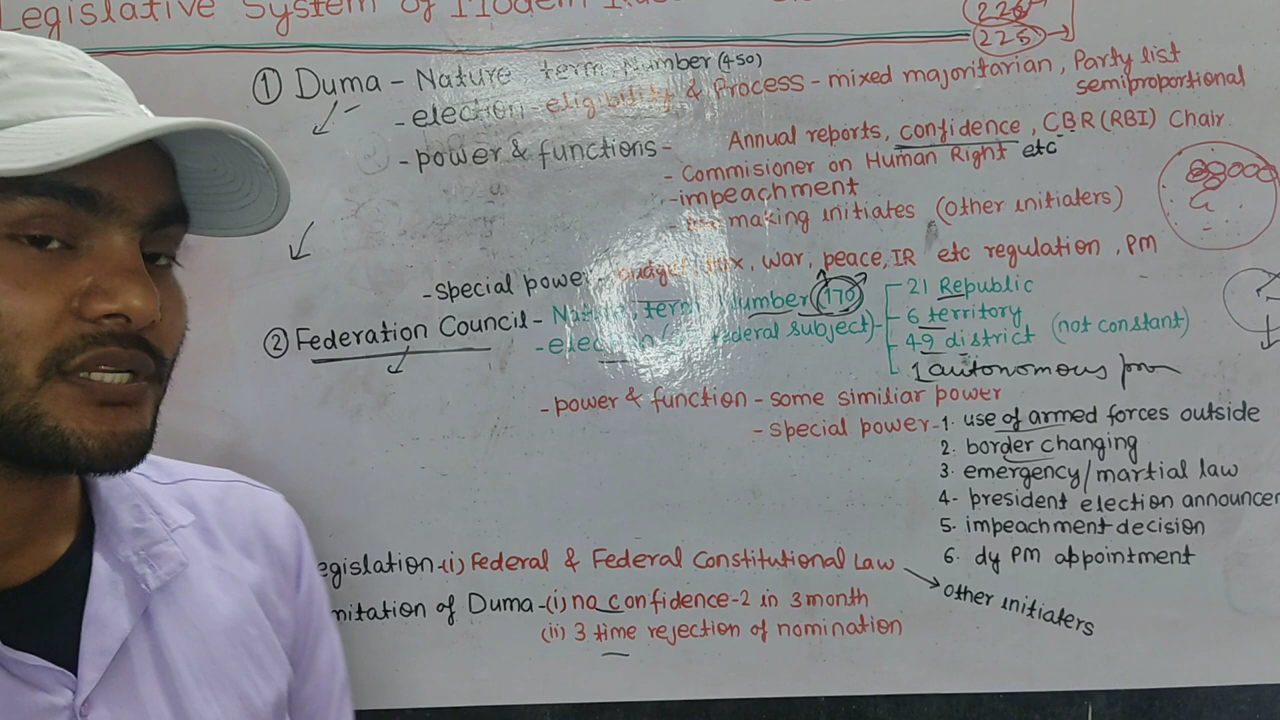 Legislative System of Modern
226
225
① Duma - Nature, term, Number (450)
- election - eligibility & Process - mixed majoritarian, Party list
semiproportional
- power & functions - Annual reports, confidence, CBR (RBI) Chair
- Commisioner on Human Right etc
- impeachment
making initiates (Other initiaters)
- special power - budget, tax, war, peace, IR etc regulation, PM
② Federation Council - Nature, term Number (170)
- election ( federal subject) -
21 Republic
6 territory
49 district (not constant)
1 autonomous
- power & function - some similiar power
- special power - 1. use of armed forces outside
2. border changing
3. emergency/martial law
4- president election announcer
5. impeachment decision
6. dy PM appointment
egislation - (i) Federal & Federal Constitutional Law
other initiaters
mitation of Duma - (i) no confidence - 2 in 3 month
(ii) 3 time rejection of nomination